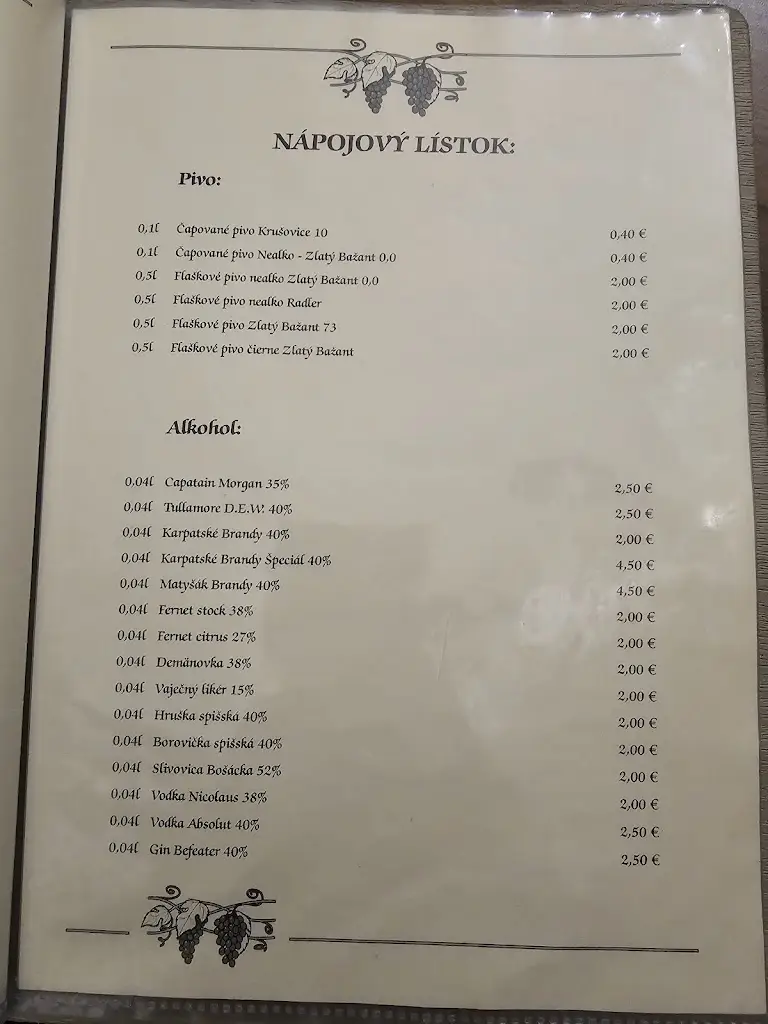 NÁPOJOVÝ LÍSTOK:
Pivo:
0,1l Čapované pivo Krušovice 10 0,40 €
0,1l Čapované pivo Nealko - Zlatý Bažant 0,0 0,40 €
0,5l Fľaškové pivo nealko Zlatý Bažant 0,0 2,00 €
0,5l Fľaškové pivo nealko Radler 2,00 €
0,5l Fľaškové pivo Zlatý Bažant 73 2,00 €
0,5l Fľaškové pivo čierne Zlatý Bažant 2,00 €
Alkohol:
0,04l Capatain Morgan 35% 2,50 €
0,04l Tullamore D.E.W. 40% 2,50 €
0,04l Karpatské Brandy 40% 2,00 €
0,04l Karpatské Brandy Špeciál 40% 4,50 €
0,04l Matyšák Brandy 40% 4,50 €
0,04l Fernet stock 38% 2,00 €
0,04l Fernet citrus 27% 2,00 €
0,04l Demänovka 38% 2,00 €
0,04l Vaječný likér 15% 2,00 €
0,04l Hruška spišská 40% 2,00 €
0,04l Borovička spišská 40% 2,00 €
0,04l Slivovica Bošácka 52% 2,00 €
0,04l Vodka Nicolaus 38% 2,00 €
0,04l Vodka Absolut 40% 2,50 €
0,04l Gin Befeater 40% 2,50 €